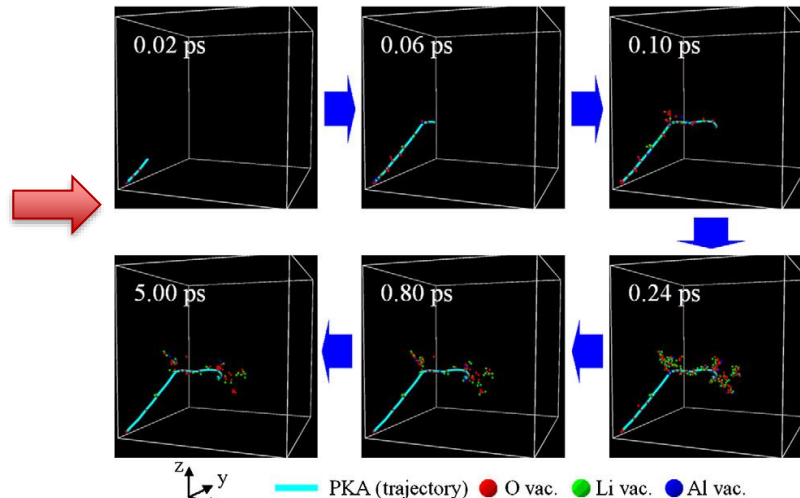 0.02 ps
0.06 ps
0.10 ps
5.00 ps
0.80 ps
0.24 ps
z
y
PKA (trajectory)
O vac.
Li vac.
Al vac.